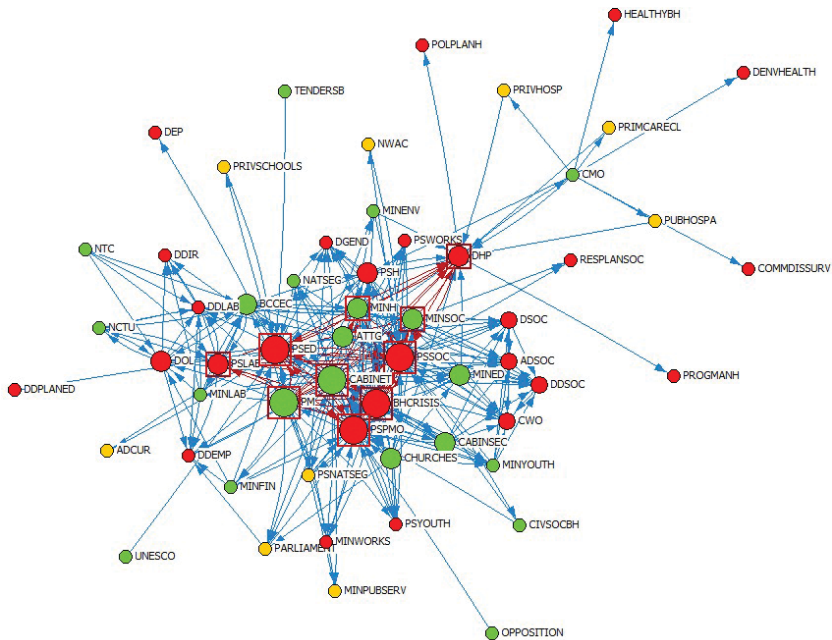 HEALTHYBH
POLPLANH
DENVHEALTH
TENDERSB
PRIVHOSP
DEP
PRIMCARECL
NWAC
PRIVSCHOOLS
CMO
MINENV
PUBHOSPA
DGEND
PSWORKS
NTC
DDIR
DHP
RESPLANSOC
COMMDISSURV
PSH
NATSEG
DDLAB
BCCEC
MINH
MINSOC
DSOC
NCTU
ATTG
PSED
DOL
PSLAB
PSSOC
ADSOC
MINED
PROGMANH
CABINET
DDSOC
DDPLANED
MINLAB
PM
BHCRISIS
CWO
PSPMO
CABINSEC
ADCUR
DDEMP
CHURCHES
MINYOUTH
PSNATSEG
MINFIN
PSYOUTH
CIVSOCBH
MINWORKS
PARLIAMENT
UNESCO
MINPUBSERV
OPPOSITION